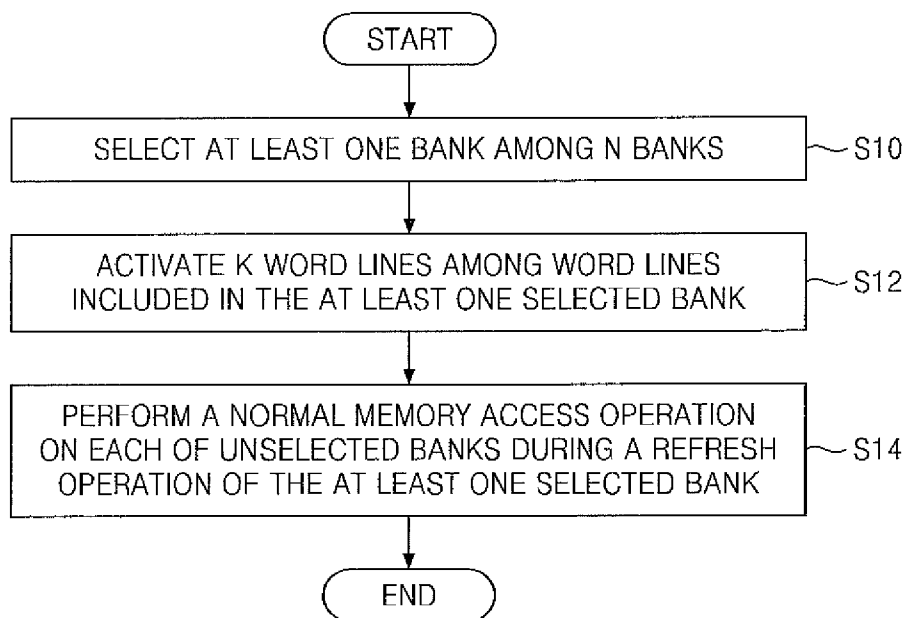 START
SELECT AT LEAST ONE BANK AMONG N BANKS
S10
ACTIVATE K WORD LINES AMONG WORD LINES
INCLUDED IN THE AT LEAST ONE SELECTED BANK
S12
PERFORM A NORMAL MEMORY ACCESS OPERATION
ON EACH OF UNSELECTED BANKS DURING A REFRESH
OPERATION OF THE AT LEAST ONE SELECTED BANK
S14
END